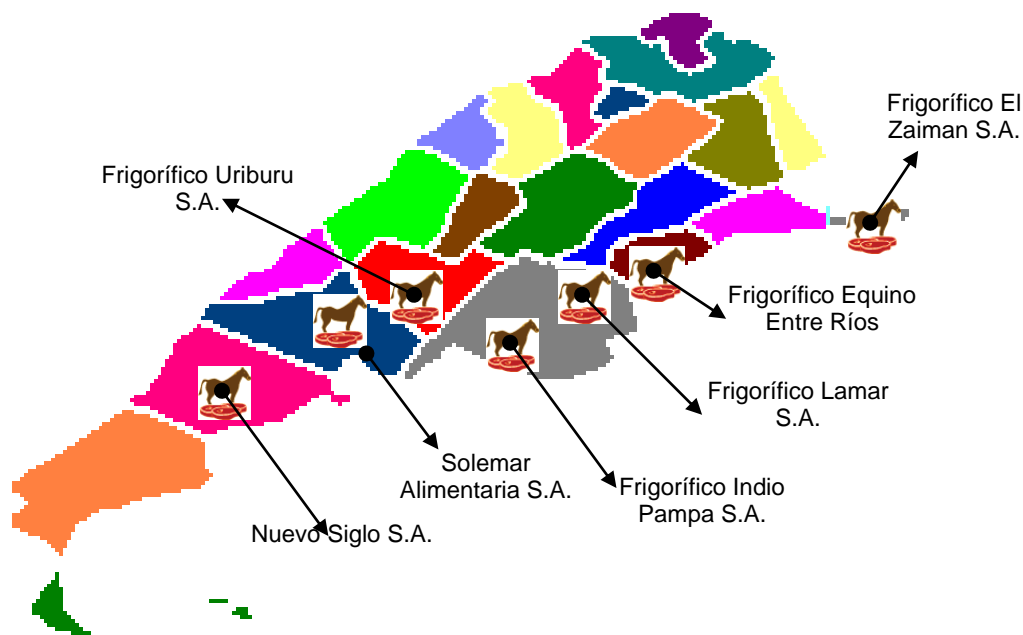 Frigorífico El
Zaiman S.A.
Frigorífico Uriburu
S.A.
Frigorífico Equino
Entre Ríos
Frigorífico Lamar
S.A.
Solemar
Alimentaria S.A.
Frigorífico Indio
Pampa S.A.
Nuevo Siglo S.A.